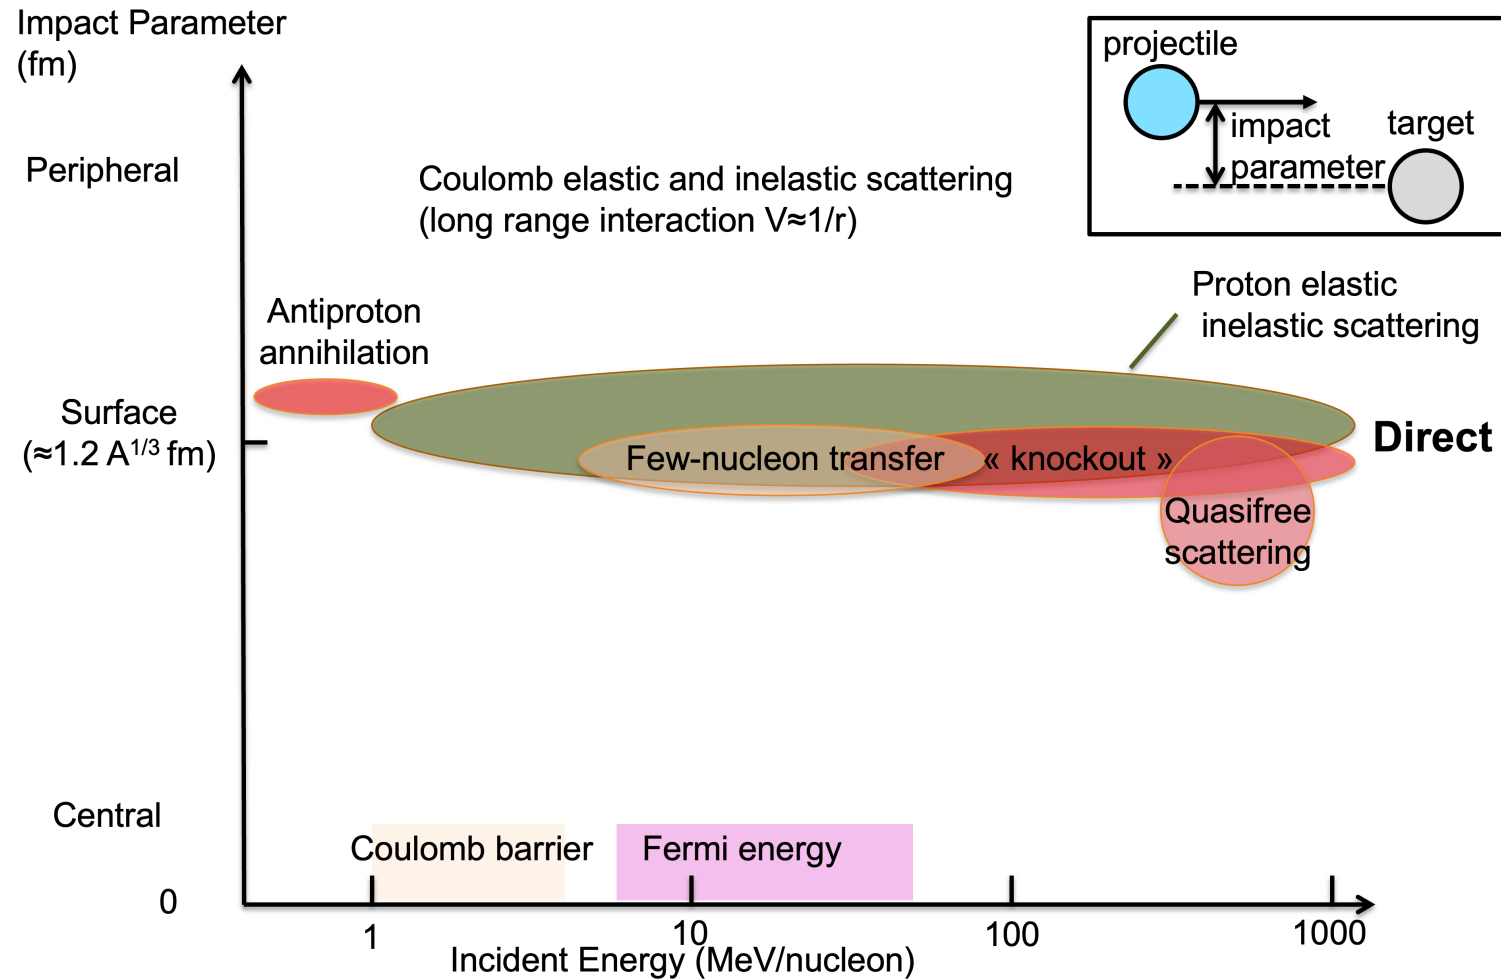 Impact Parameter
(fm)
projectile
impact
parameter
target
Peripheral
Coulomb elastic and inelastic scattering
(long range interaction V≈1/r)
Proton elastic
inelastic scattering
Antiproton
annihilation
Surface
(≈1.2 A^1/3 fm)
Few-nucleon transfer
« knockout »
Direct
Quasifree
scattering
Central
Coulomb barrier
Fermi energy
0
1
10
100
1000
Incident Energy (MeV/nucleon)